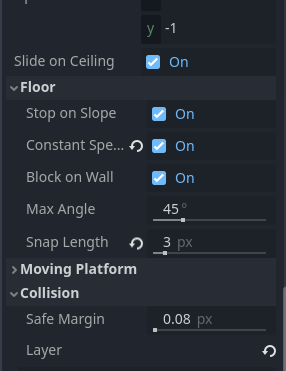 y -1
Slide on Ceiling On
Floor
Stop on Slope On
Constant Spe... On
Block on Wall On
Max Angle 45 °
Snap Length 3 px
Moving Platform
Collision
Safe Margin 0.08 px
Layer